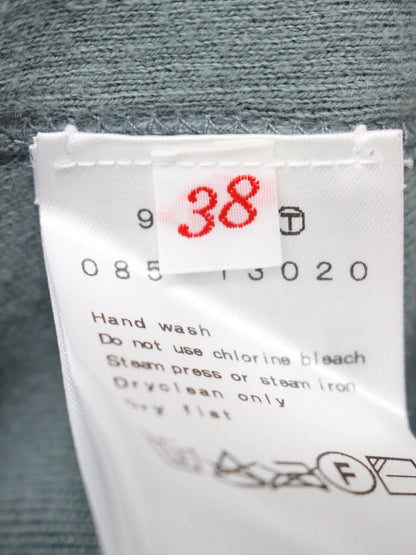 38
9 T
085 13020
Hand wash
Do not use chlorine bleach
Steam press or steam iron
Dryclean only
Dry flat
F